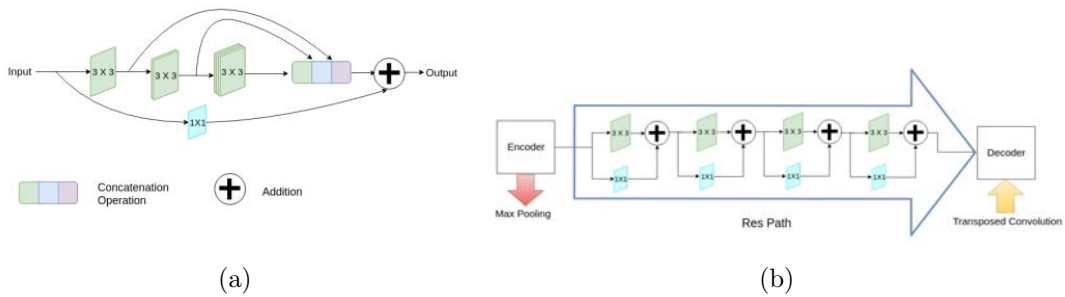 Input
3 X 3
3 X 3
3 X 3
Output
1X1
Concatenation
Operation
Addition
(a)
Encoder
3 X 3
3 X 3
3 X 3
3 X 3
1X1
1X1
1X1
1X1
Decoder
Max Pooling
Res Path
Transposed Convolution
(b)